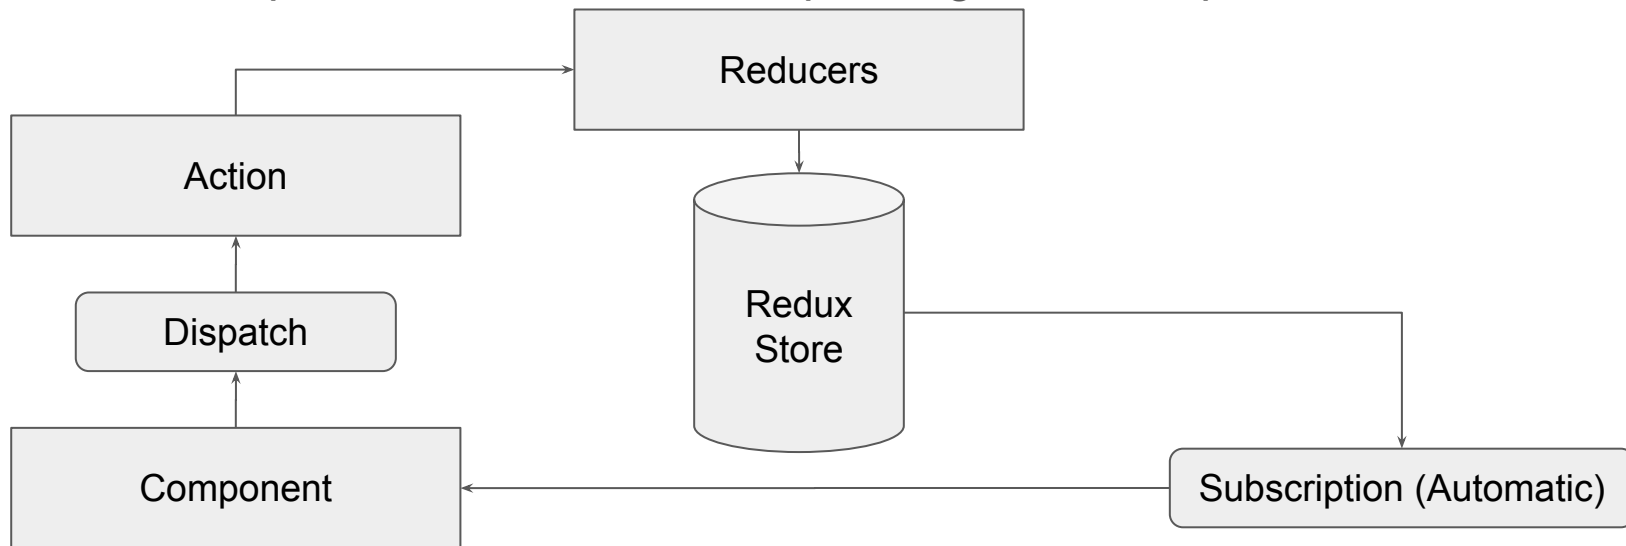 Reducers
Action
Redux
Store
Dispatch
Component
Subscription (Automatic)